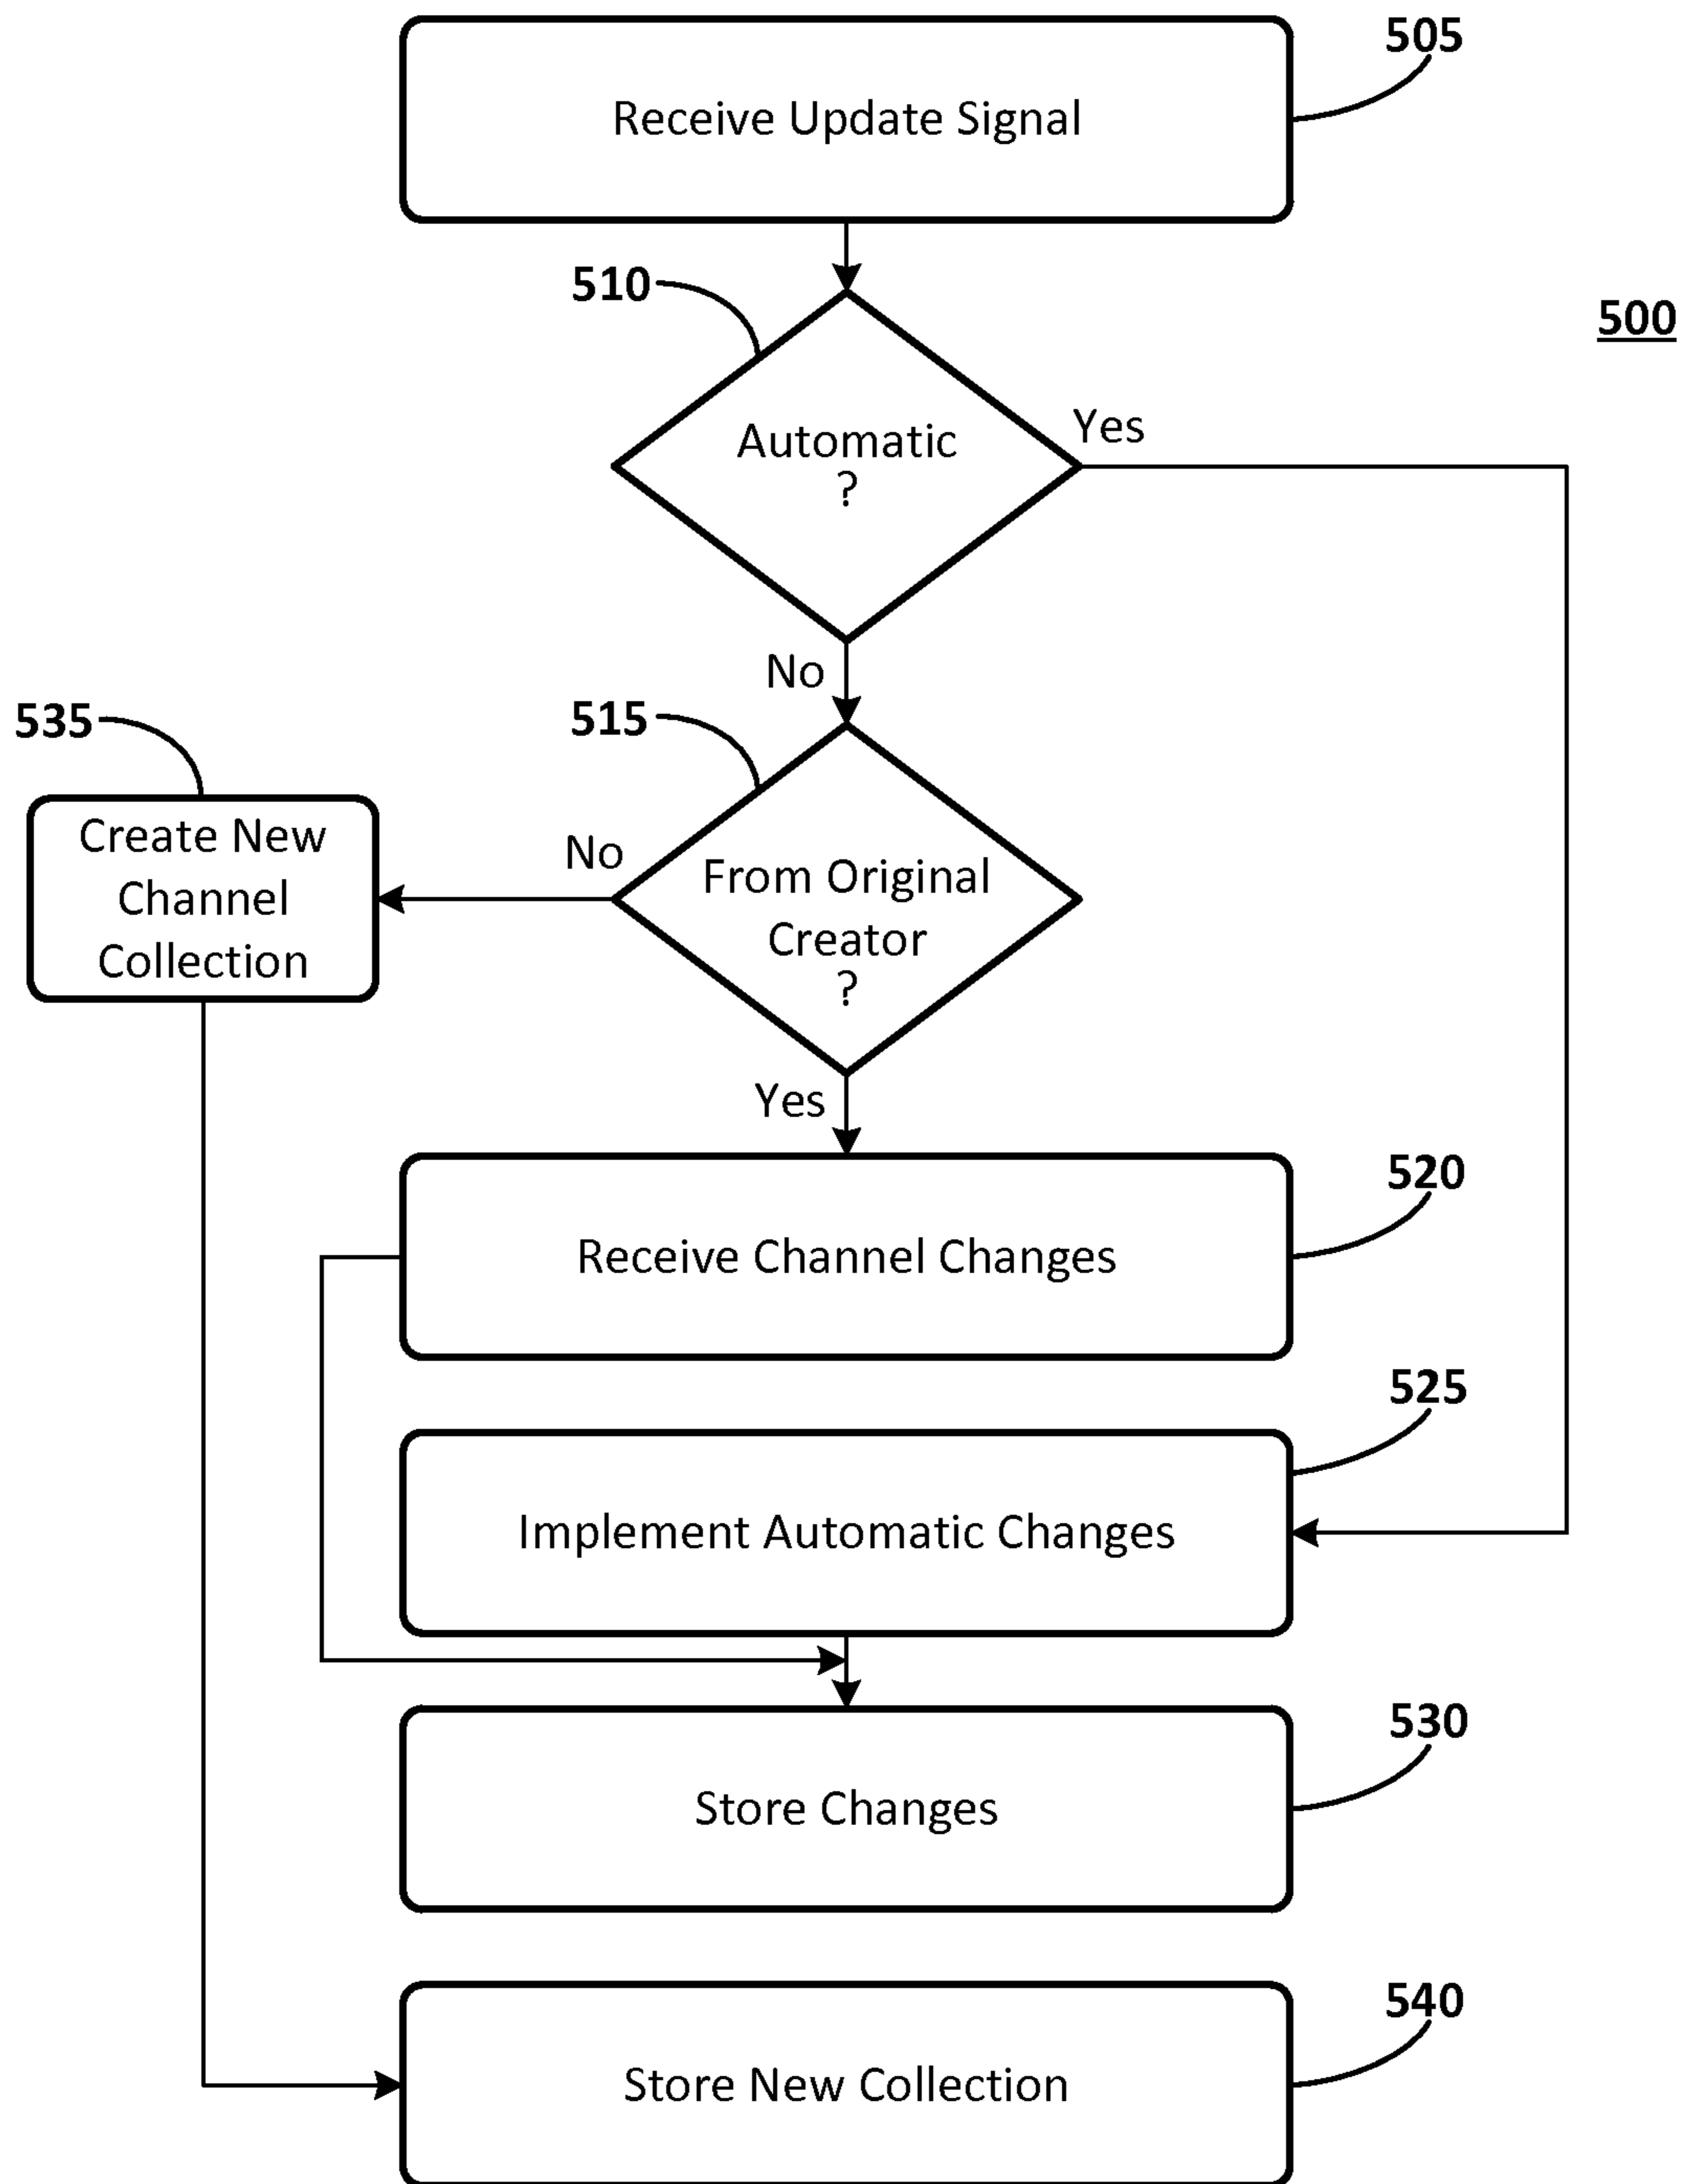 505
Receive Update Signal
510
500
Automatic
?
Yes
No
535
515
Create New
Channel
Collection
No
From Original
Creator
?
Yes
520
Receive Channel Changes
525
Implement Automatic Changes
530
Store Changes
540
Store New Collection